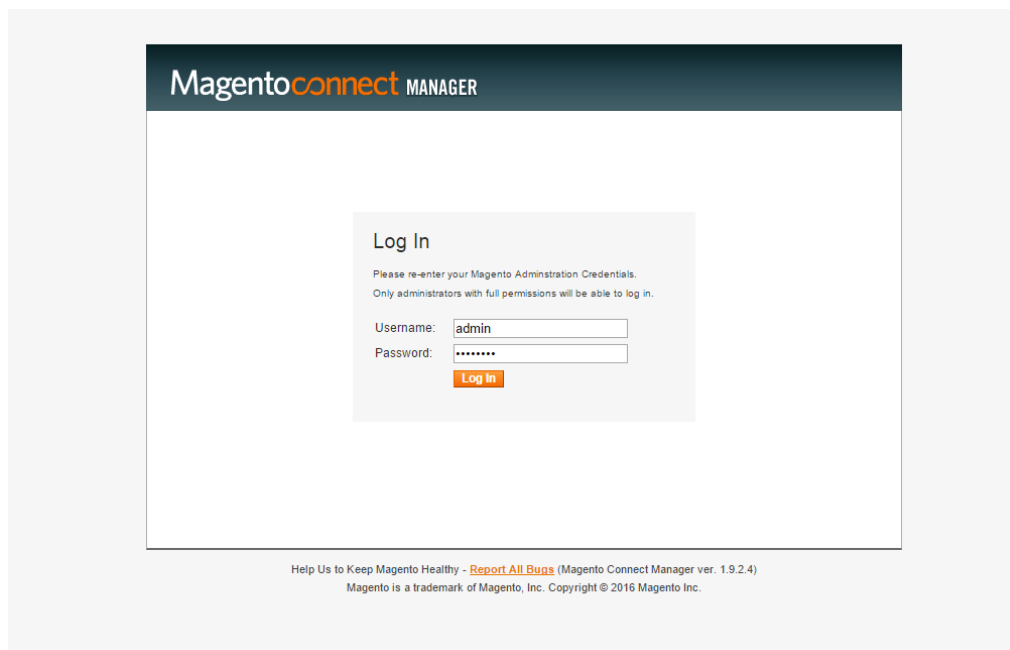 Magentoconnect MANAGER
Log In
Please re-enter your Magento Adminstration Credentials.
Only administrators with full permissions will be able to log in.
Username: admin
Password: ••••••••
Log In
Help Us to Keep Magento Healthy - Report All Bugs (Magento Connect Manager ver. 1.9.2.4)
Magento is a trademark of Magento, Inc. Copyright © 2016 Magento Inc.